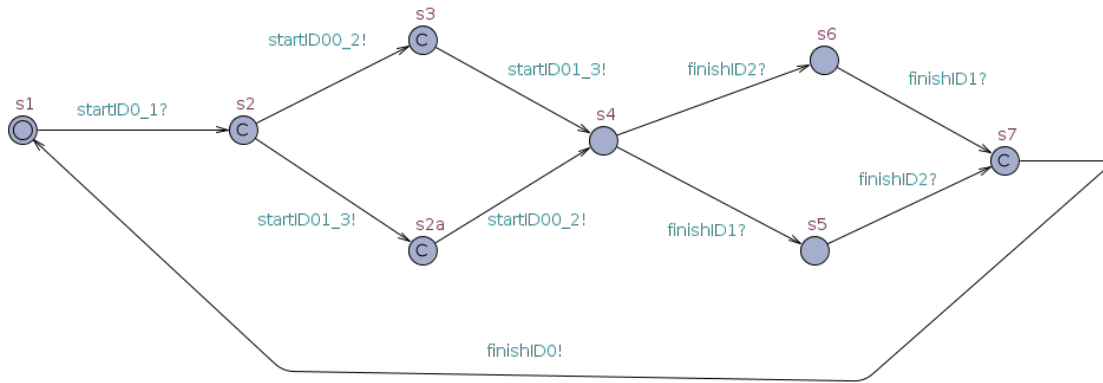 s3
startID00_2!
s6
startID01_3!
finishID2?
finishID1?
s1
startID0_1?
s2
C
C
s4
s7
C
finishID2?
startID01_3!
s2a
startID00_2!
finishID1?
s5
C
finishID0!